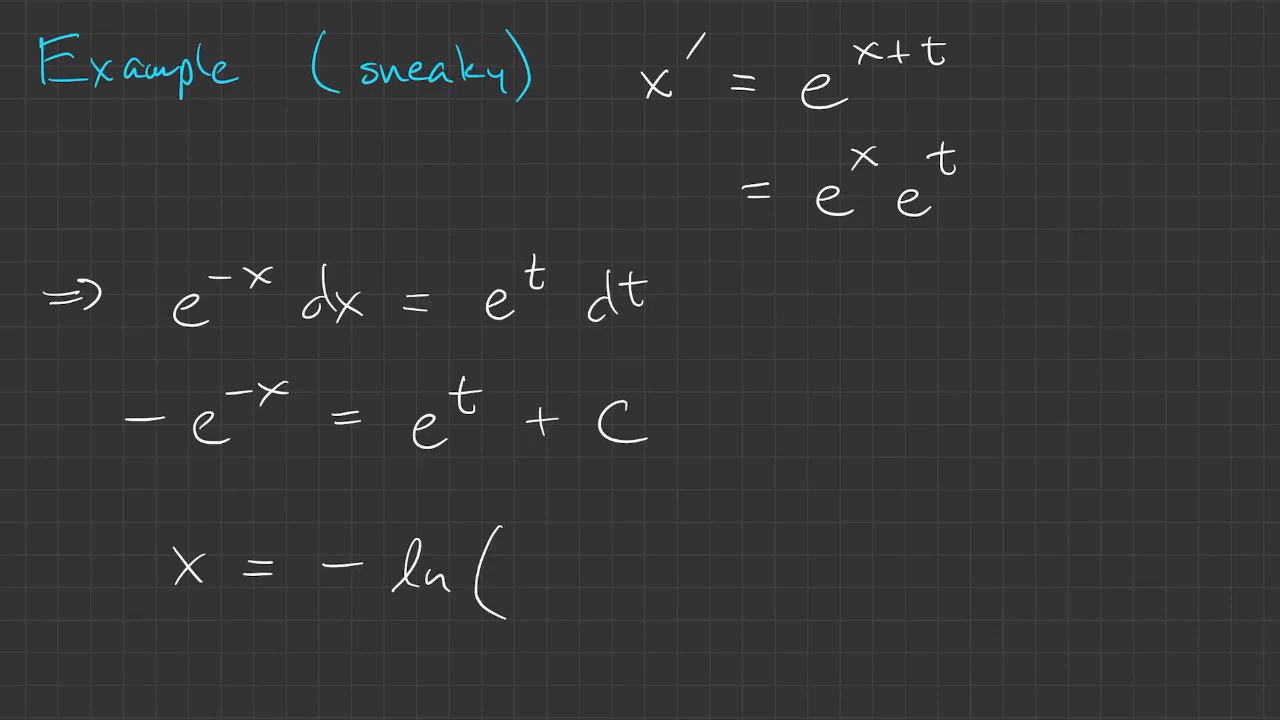 Example (sneaky) x′ = e^{x+t}
= e^x e^t
⇒ e^{-x} dx = e^t dt
-e^{-x} = e^t + C
x = - ln (